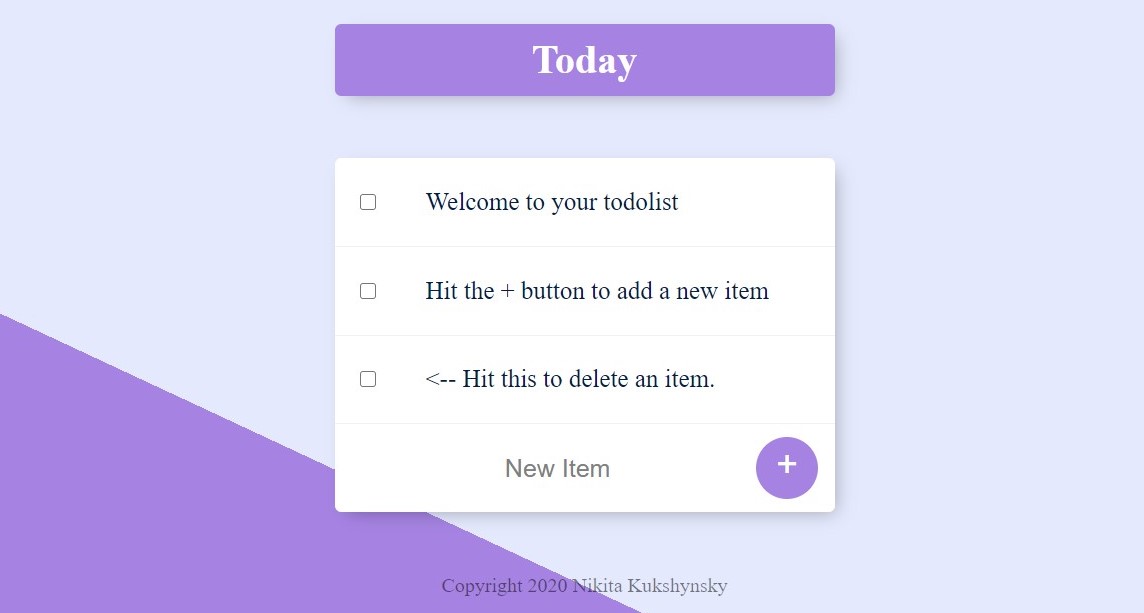 Today
Welcome to your todolist
Hit the + button to add a new item
<-- Hit this to delete an item.
New Item +
Copyright 2020 Nikita Kukshynsky